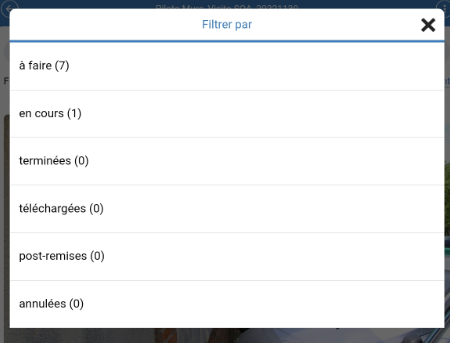 Filtrer par
à faire (7)
en cours (1)
terminées (0)
téléchargées (0)
post-remises (0)
annulées (0)